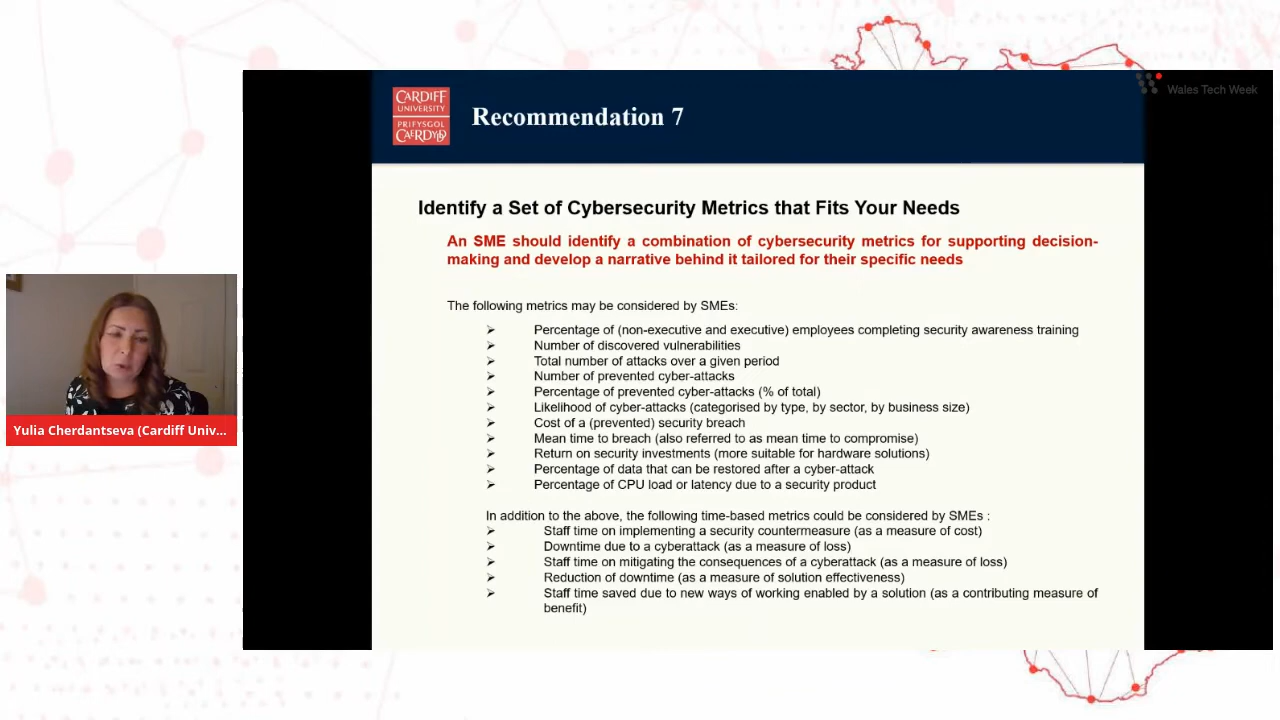 CARDIFF
UNIVERSITY
PRIFYSGOL
CAERDYDD
Recommendation 7
Wales Tech Week
Identify a Set of Cybersecurity Metrics that Fits Your Needs
An SME should identify a combination of cybersecurity metrics for supporting decision-
making and develop a narrative behind it tailored for their specific needs
The following metrics may be considered by SMEs:
➢ Percentage of (non-executive and executive) employees completing security awareness training
➢ Number of discovered vulnerabilities
➢ Total number of attacks over a given period
➢ Number of prevented cyber-attacks
➢ Percentage of prevented cyber-attacks (% of total)
➢ Likelihood of cyber-attacks (categorised by type, by sector, by business size)
➢ Cost of a (prevented) security breach
➢ Mean time to breach (also referred to as mean time to compromise)
➢ Return on security investments (more suitable for hardware solutions)
➢ Percentage of data that can be restored after a cyber-attack
➢ Percentage of CPU load or latency due to a security product
In addition to the above, the following time-based metrics could be considered by SMEs :
➢ Staff time on implementing a security countermeasure (as a measure of cost)
➢ Downtime due to a cyberattack (as a measure of loss)
➢ Staff time on mitigating the consequences of a cyberattack (as a measure of loss)
➢ Reduction of downtime (as a measure of solution effectiveness)
➢ Staff time saved due to new ways of working enabled by a solution (as a contributing measure of
benefit)
Yulia Cherdantseva (Cardiff Univ...